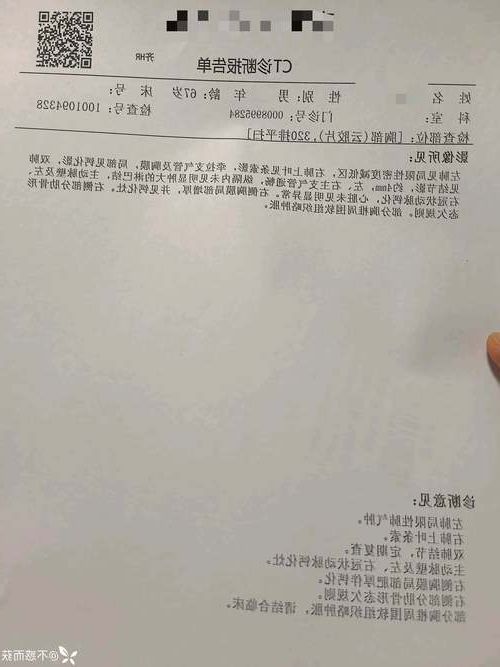 CT诊断报告单
姓 名: 性 别:男 年 龄:67岁 床 号:
科 室: 门诊号:0008995284 检查号:1001094328
检查部位:[胸部(云胶片),320排平扫]
影像所见:
左肺见局限性密度减低区,右肺上叶见条索影,牵拉支气管及胸膜,局部见钙化影,双肺
见结节影,约4mm,左、右主支气管通畅,纵隔内未见明显肿大的淋巴结,主动脉壁及左、
右冠状动脉钙化,心脏未见明显异常。右侧胸膜局部增厚,并见钙化灶。右侧部分肋骨形
态欠规则。部分胸椎周围软组织略肿胀。
诊断意见:
左肺局限性肺气肿。
右肺上叶条索。
双肺结节,定期复查。
主动脉壁及左、右冠状动脉钙化。
右侧胸膜局部肥厚伴钙化。
右侧部分肋骨形态欠规则。
部分胸椎周围软组织略肿胀,请结合临床。